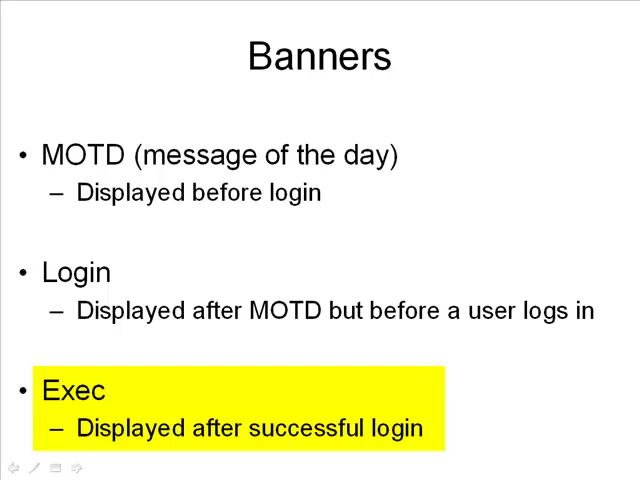 Banners
• MOTD (message of the day)
– Displayed before login
• Login
– Displayed after MOTD but before a user logs in
• Exec
– Displayed after successful login